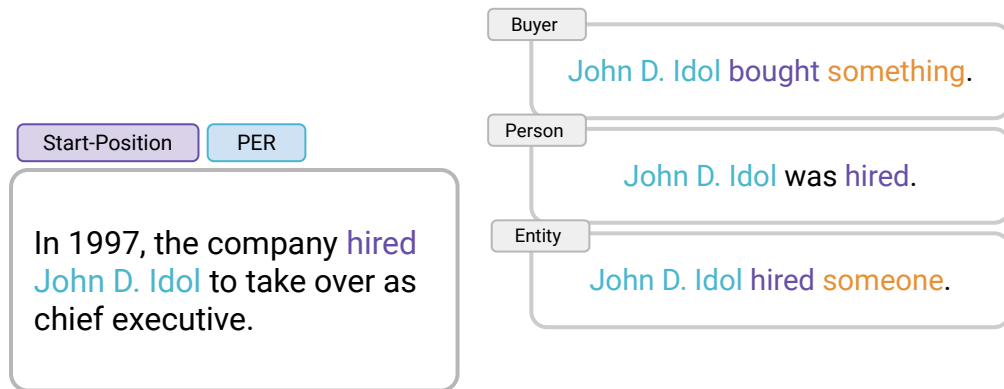 Start-Position
PER
In 1997, the company hired
John D. Idol to take over as
chief executive.
Buyer
John D. Idol bought something.
Person
John D. Idol was hired.
Entity
John D. Idol hired someone.